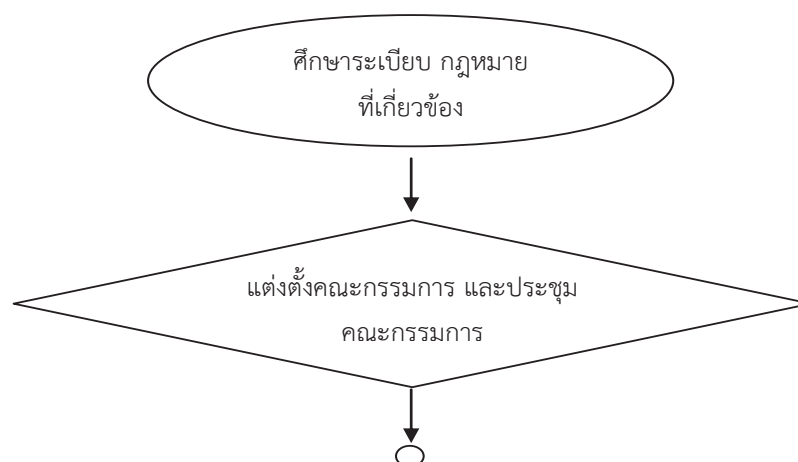 ศึกษาระเบียบ กฎหมาย
ที่เกี่ยวข้อง
แต่งตั้งคณะกรรมการ และประชุม
คณะกรรมการ